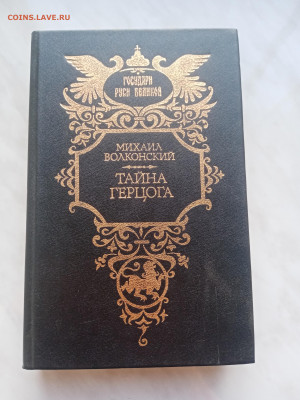 COINS.LAVE.RU
ГОСУДАРИ
РУСИ ВЕЛИКОЙ
МИХАИЛ
ВОЛКОНСКИЙ
ТАЙНА
ГЕРЦОГА